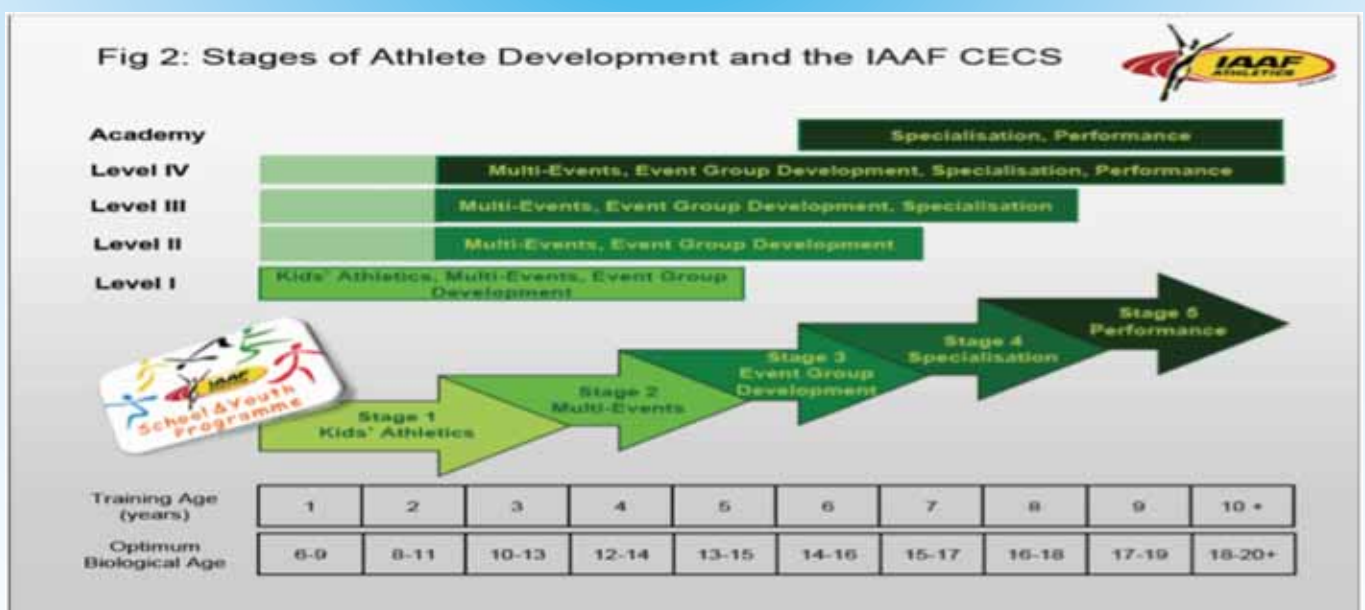 Fig 2: Stages of Athlete Development and the IAAF CECS
IAAF
ATHLETICS
Academy
Specialisation, Performance
Level IV
Multi-Events, Event Group Development, Specialisation, Performance
Level III
Multi-Events, Event Group Development, Specialisation
Level II
Multi-Events, Event Group Development
Level I
Kids' Athletics, Multi-Events, Event Group
Development
Stage 5
Performance
Stage 4
Specialisation
Stage 3
Event Group
Development
Stage 2
Multi-Events
Stage 1
Kids' Athletics
IAAF
School & Youth
Programme
Training Age
(years)
1 2 3 4 5 6 7 8 9 10 +
Optimum
Biological Age
6-9 8-11 10-13 12-14 13-15 14-16 15-17 16-18 17-19 18-20+